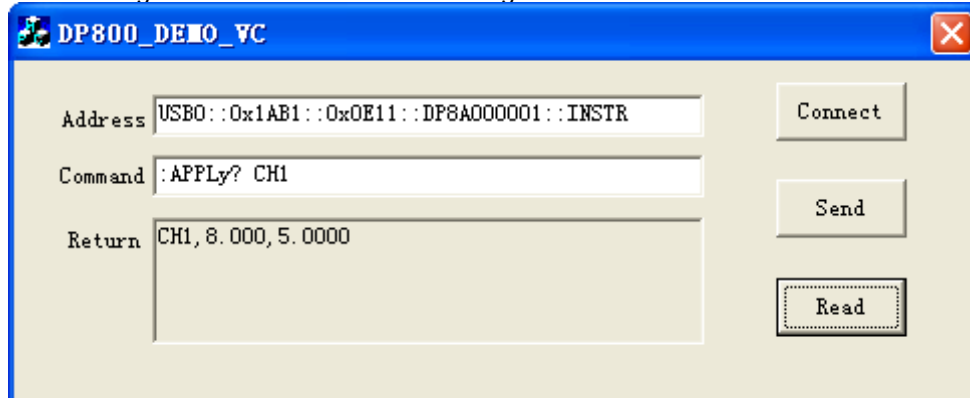 DP800_DEMO_VC
Address USB0::0x1AB1::0x0E11::DP8A000001::INSTR
Connect
Command :APPLy? CH1
Send
Return CH1,8.000,5.0000
Read